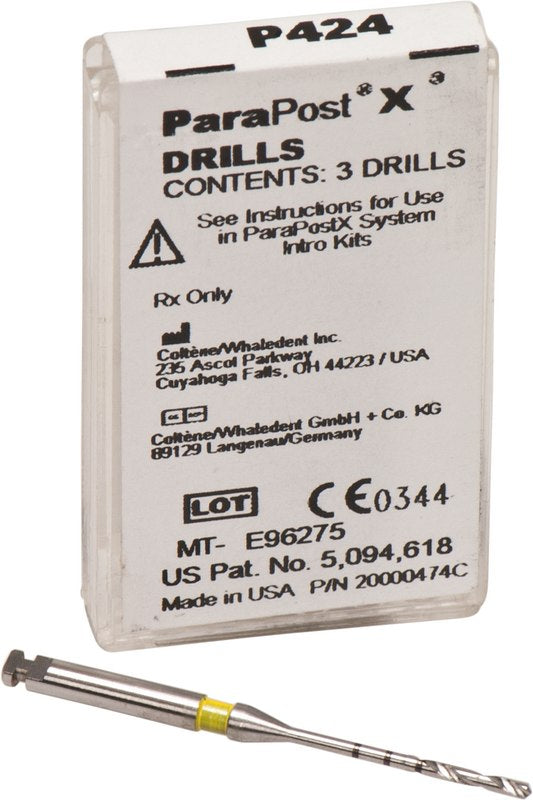 P424
ParaPost® X ®
DRILLS
CONTENTS: 3 DRILLS
See Instructions for Use
in ParaPostX System
Intro Kits
Rx Only
Coltène/Whaledent Inc.
235 Ascot Parkway
Cuyahoga Falls, OH 44223 / USA
EC REP
Coltène/Whaledent GmbH + Co. KG
89129 Langenau/Germany
LOT CE0344
MT- E96275
US Pat. No. 5,094,618
Made in USA P/N 20000474C